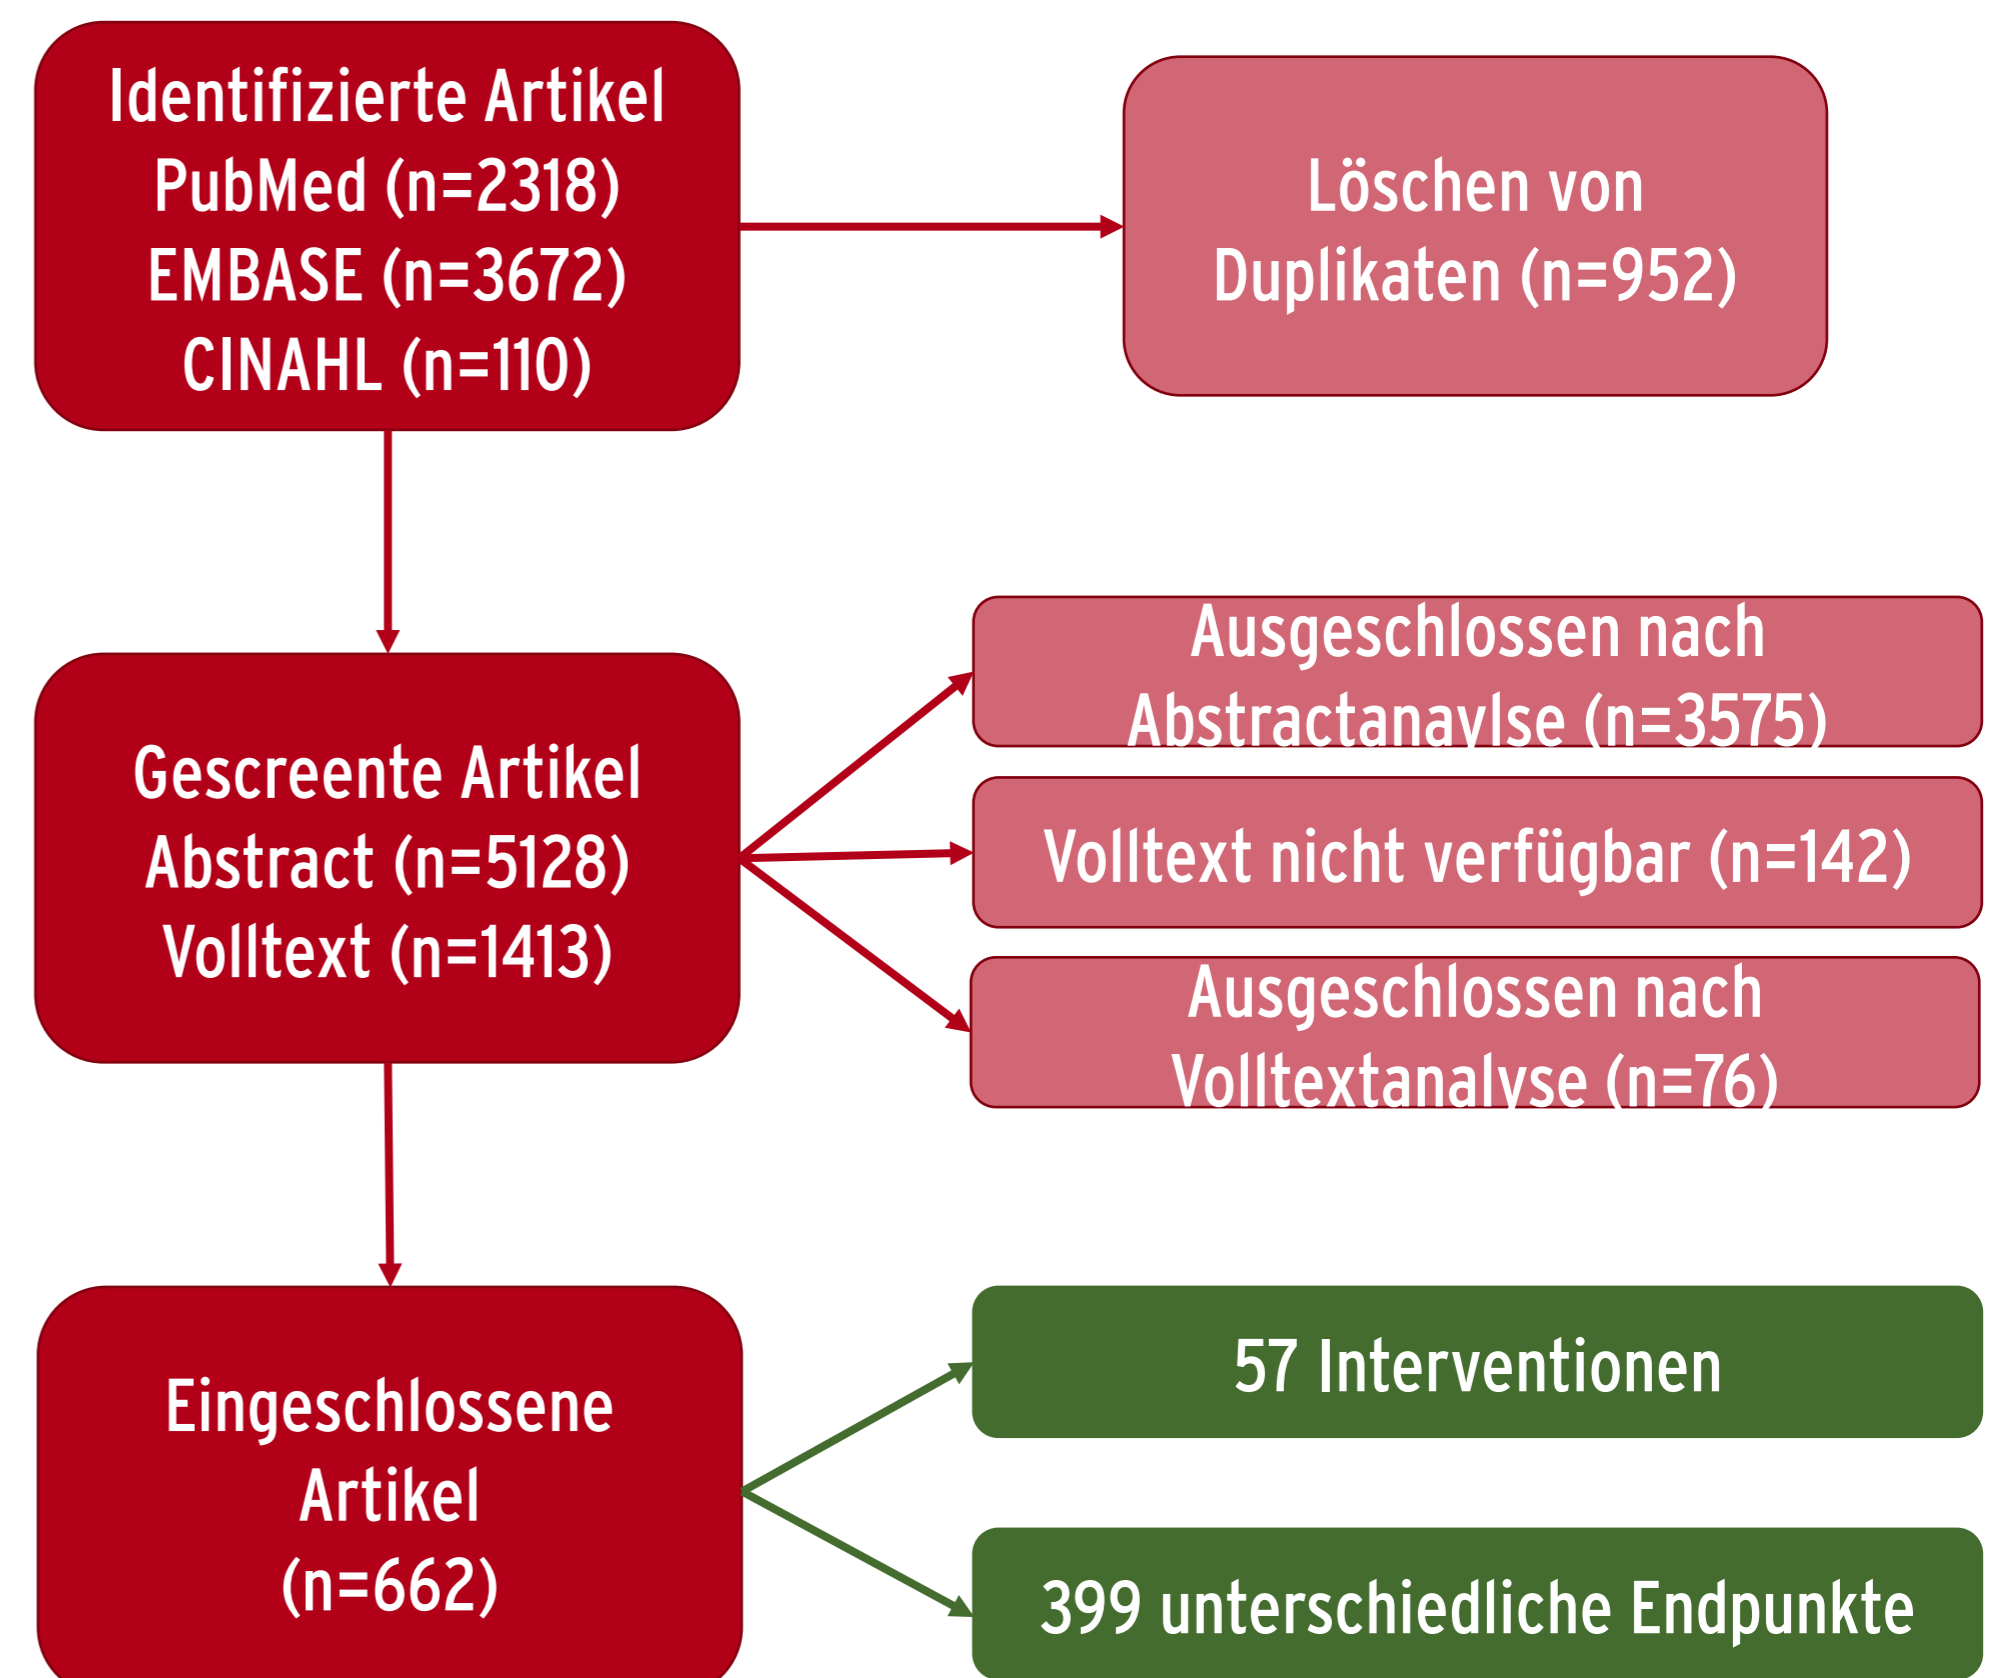 Identifizierte Artikel
PubMed (n=2318)
EMBASE (n=3672)
CINAHL (n=110)
Löschen von
Duplikaten (n=952)
Gescreente Artikel
Abstract (n=5128)
Volltext (n=1413)
Ausgeschlossen nach
Abstractanaylse (n=3575)
Volltext nicht verfügbar (n=142)
Ausgeschlossen nach
Volltextanalyse (n=76)
Eingeschlossene
Artikel
(n=662)
57 Interventionen
399 unterschiedliche Endpunkte